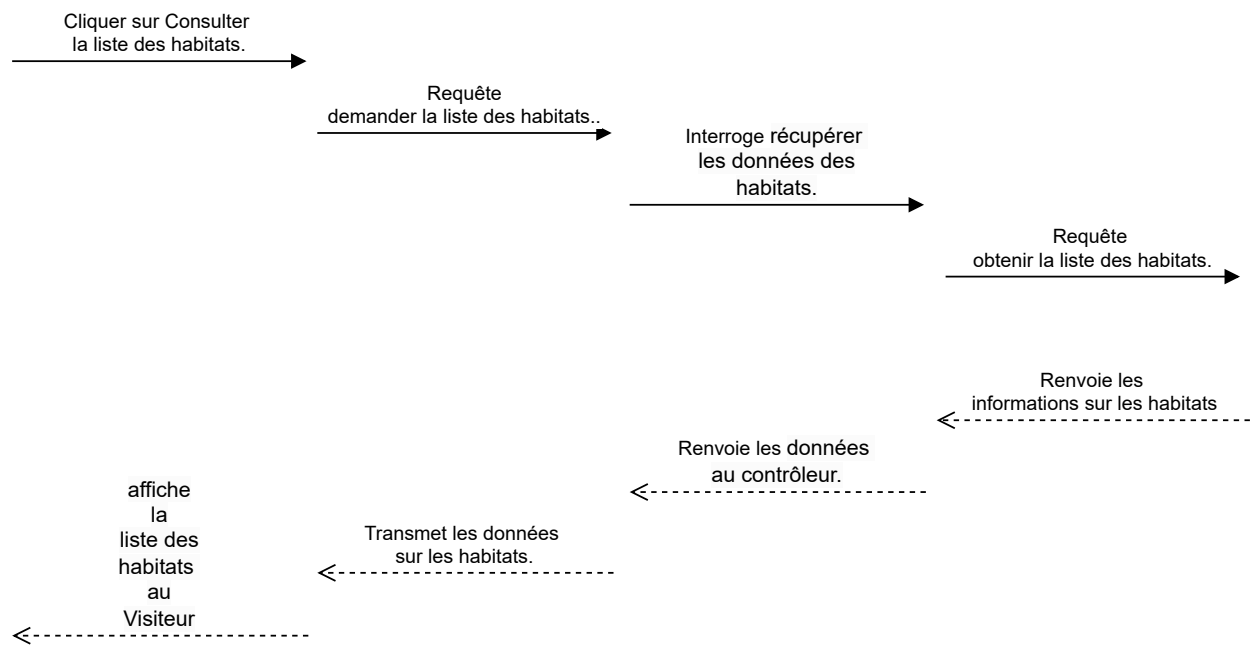 Cliquer sur Consulter
la liste des habitats.
Requête
demander la liste des habitats..
Interroge récupérer
les données des
habitats.
Requête
obtenir la liste des habitats.
Renvoie les
informations sur les habitats
Renvoie les données
au contrôleur.
Transmet les données
sur les habitats.
affiche
la
liste des
habitats
au
Visiteur